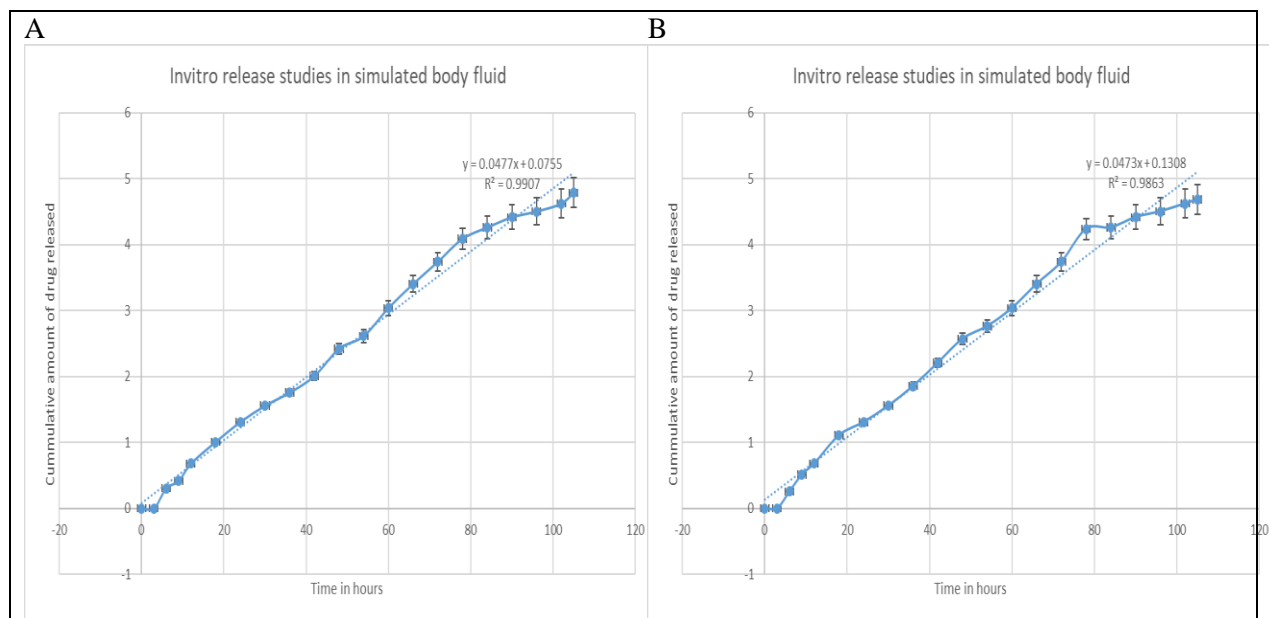 A
Invitro release studies in simulated body fluid
Cummulative amount of drug released
6
5
4
3
2
1
0
-1
-20
0
20
40
60
80
100
120
y = 0.0477x + 0.0755
R² = 0.9907
Time in hours
B
Invitro release studies in simulated body fluid
Cummulative amount of drug released
6
5
4
3
2
1
0
-1
-20
0
20
40
60
80
100
120
y = 0.0473x + 0.1308
R² = 0.9863
Time in hours